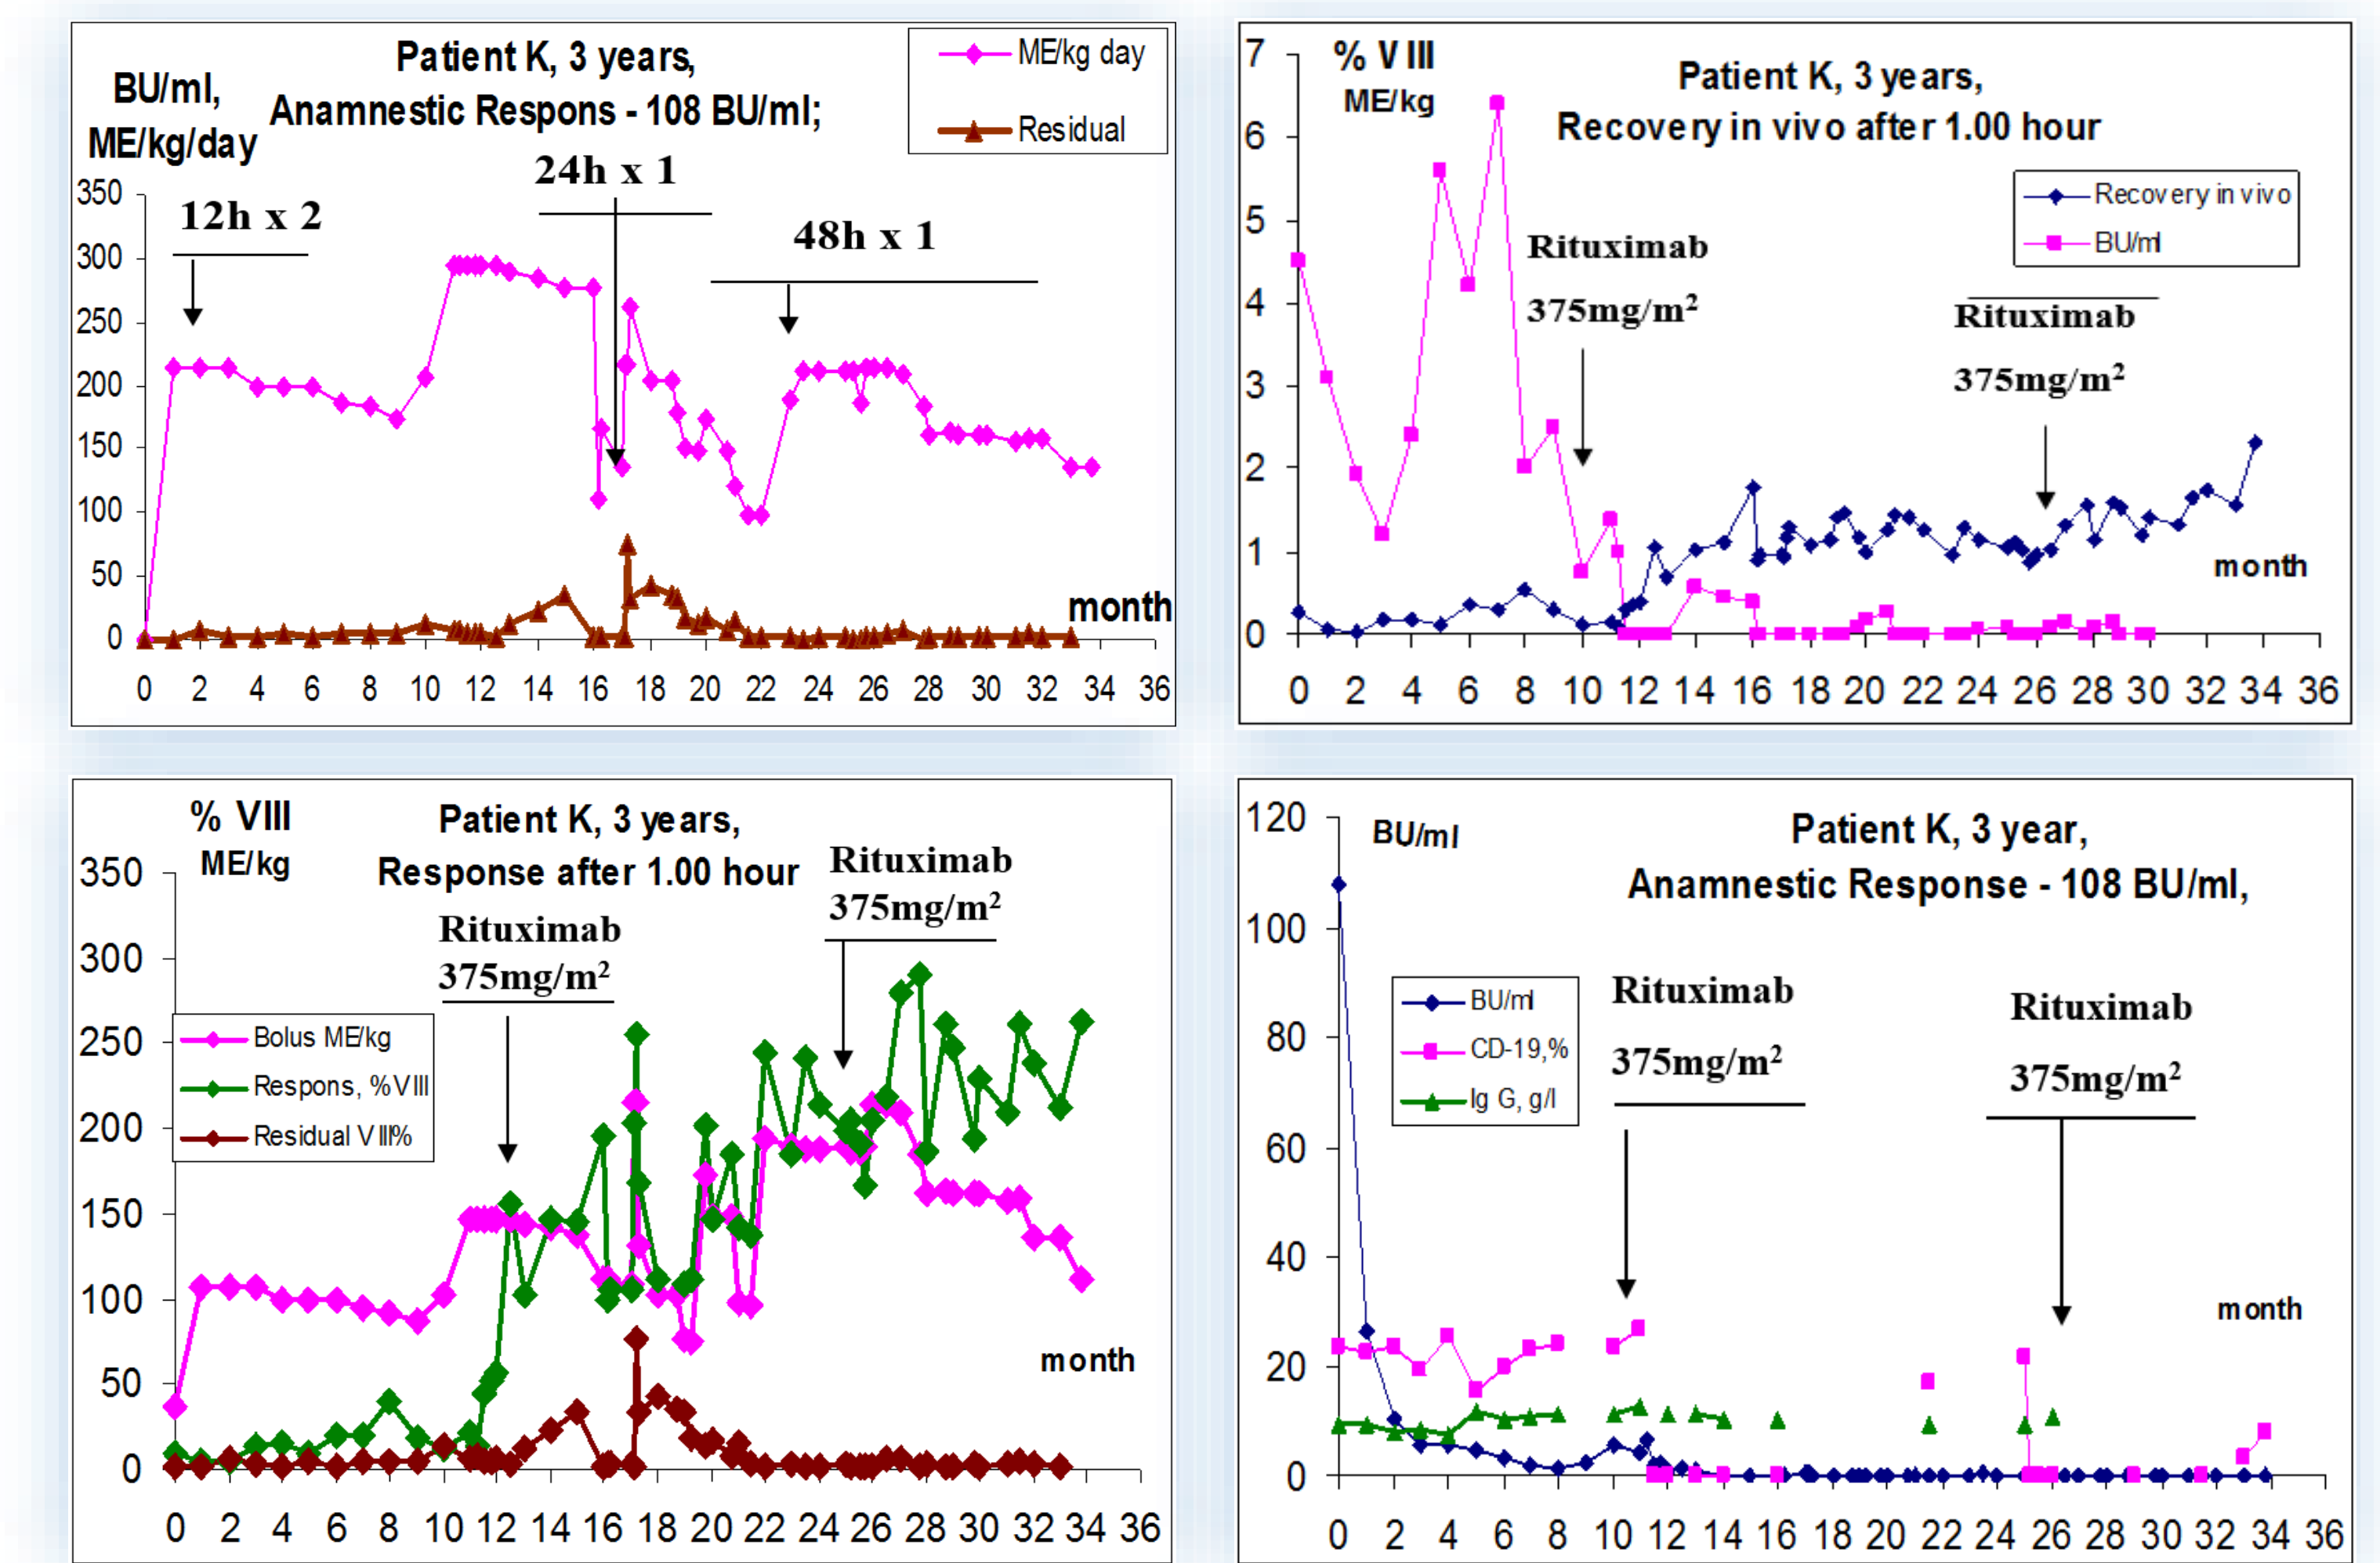 Patient K, 3 years,
Anamnestic Respons - 108 BU/ml;
BU/ml,
ME/kg/day
ME/kg day
Residual
12h x 2
24h x 1
48h x 1
350
300
250
200
150
100
50
0
month
0 2 4 6 8 10 12 14 16 18 20 22 24 26 28 30 32 34 36
% VIII
ME/kg
Patient K, 3 years,
Recovery in vivo after 1.00 hour
Recovery in vivo
BU/ml
Rituximab
375mg/m²
Rituximab
375mg/m²
7
6
5
4
3
2
1
0
month
0 2 4 6 8 10 12 14 16 18 20 22 24 26 28 30 32 34 36
% VIII
ME/kg
Patient K, 3 years,
Response after 1.00 hour
Rituximab
375mg/m²
Rituximab
375mg/m²
Bolus ME/kg
Respons, %VIII
Residual VIII%
350
300
250
200
150
100
50
0
month
0 2 4 6 8 10 12 14 16 18 20 22 24 26 28 30 32 34 36
BU/ml
Patient K, 3 year,
Anamnestic Response - 108 BU/ml,
BU/ml
CD-19,%
Ig G, g/l
Rituximab
375mg/m²
Rituximab
375mg/m²
120
100
80
60
40
20
0
month
0 2 4 6 8 10 12 14 16 18 20 22 24 26 28 30 32 34 36